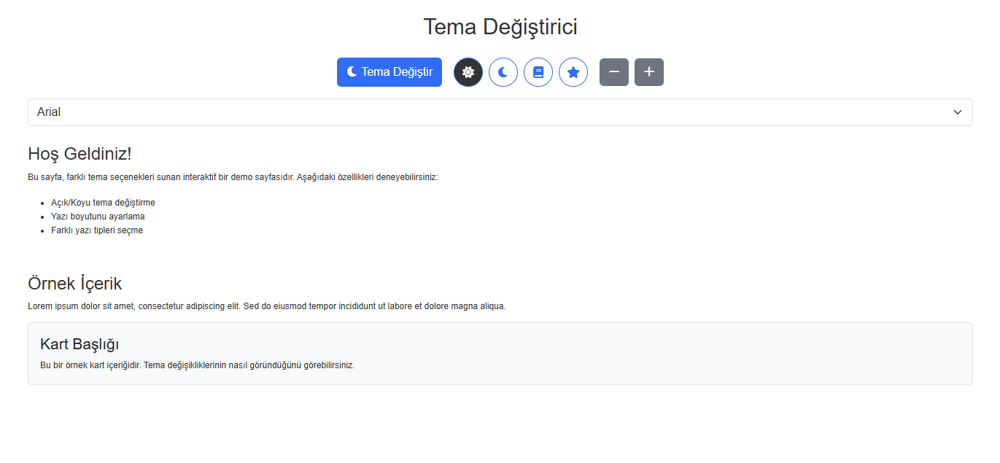 Tema Değiştirici
Tema Değiştir
Arial
Hoş Geldiniz!
Bu sayfa, farklı tema seçenekleri sunan interaktif bir demo sayfasıdır. Aşağıdaki özellikleri deneyebilirsiniz:
Açık/Koyu tema değiştirme
Yazı boyutunu ayarlama
Farklı yazı tipleri seçme
Örnek İçerik
Lorem ipsum dolor sit amet, consectetur adipiscing elit. Sed do eiusmod tempor incididunt ut labore et dolore magna aliqua.
Kart Başlığı
Bu bir örnek kart içeriğidir. Tema değişikliklerinin nasıl göründüğünü görebilirsiniz.